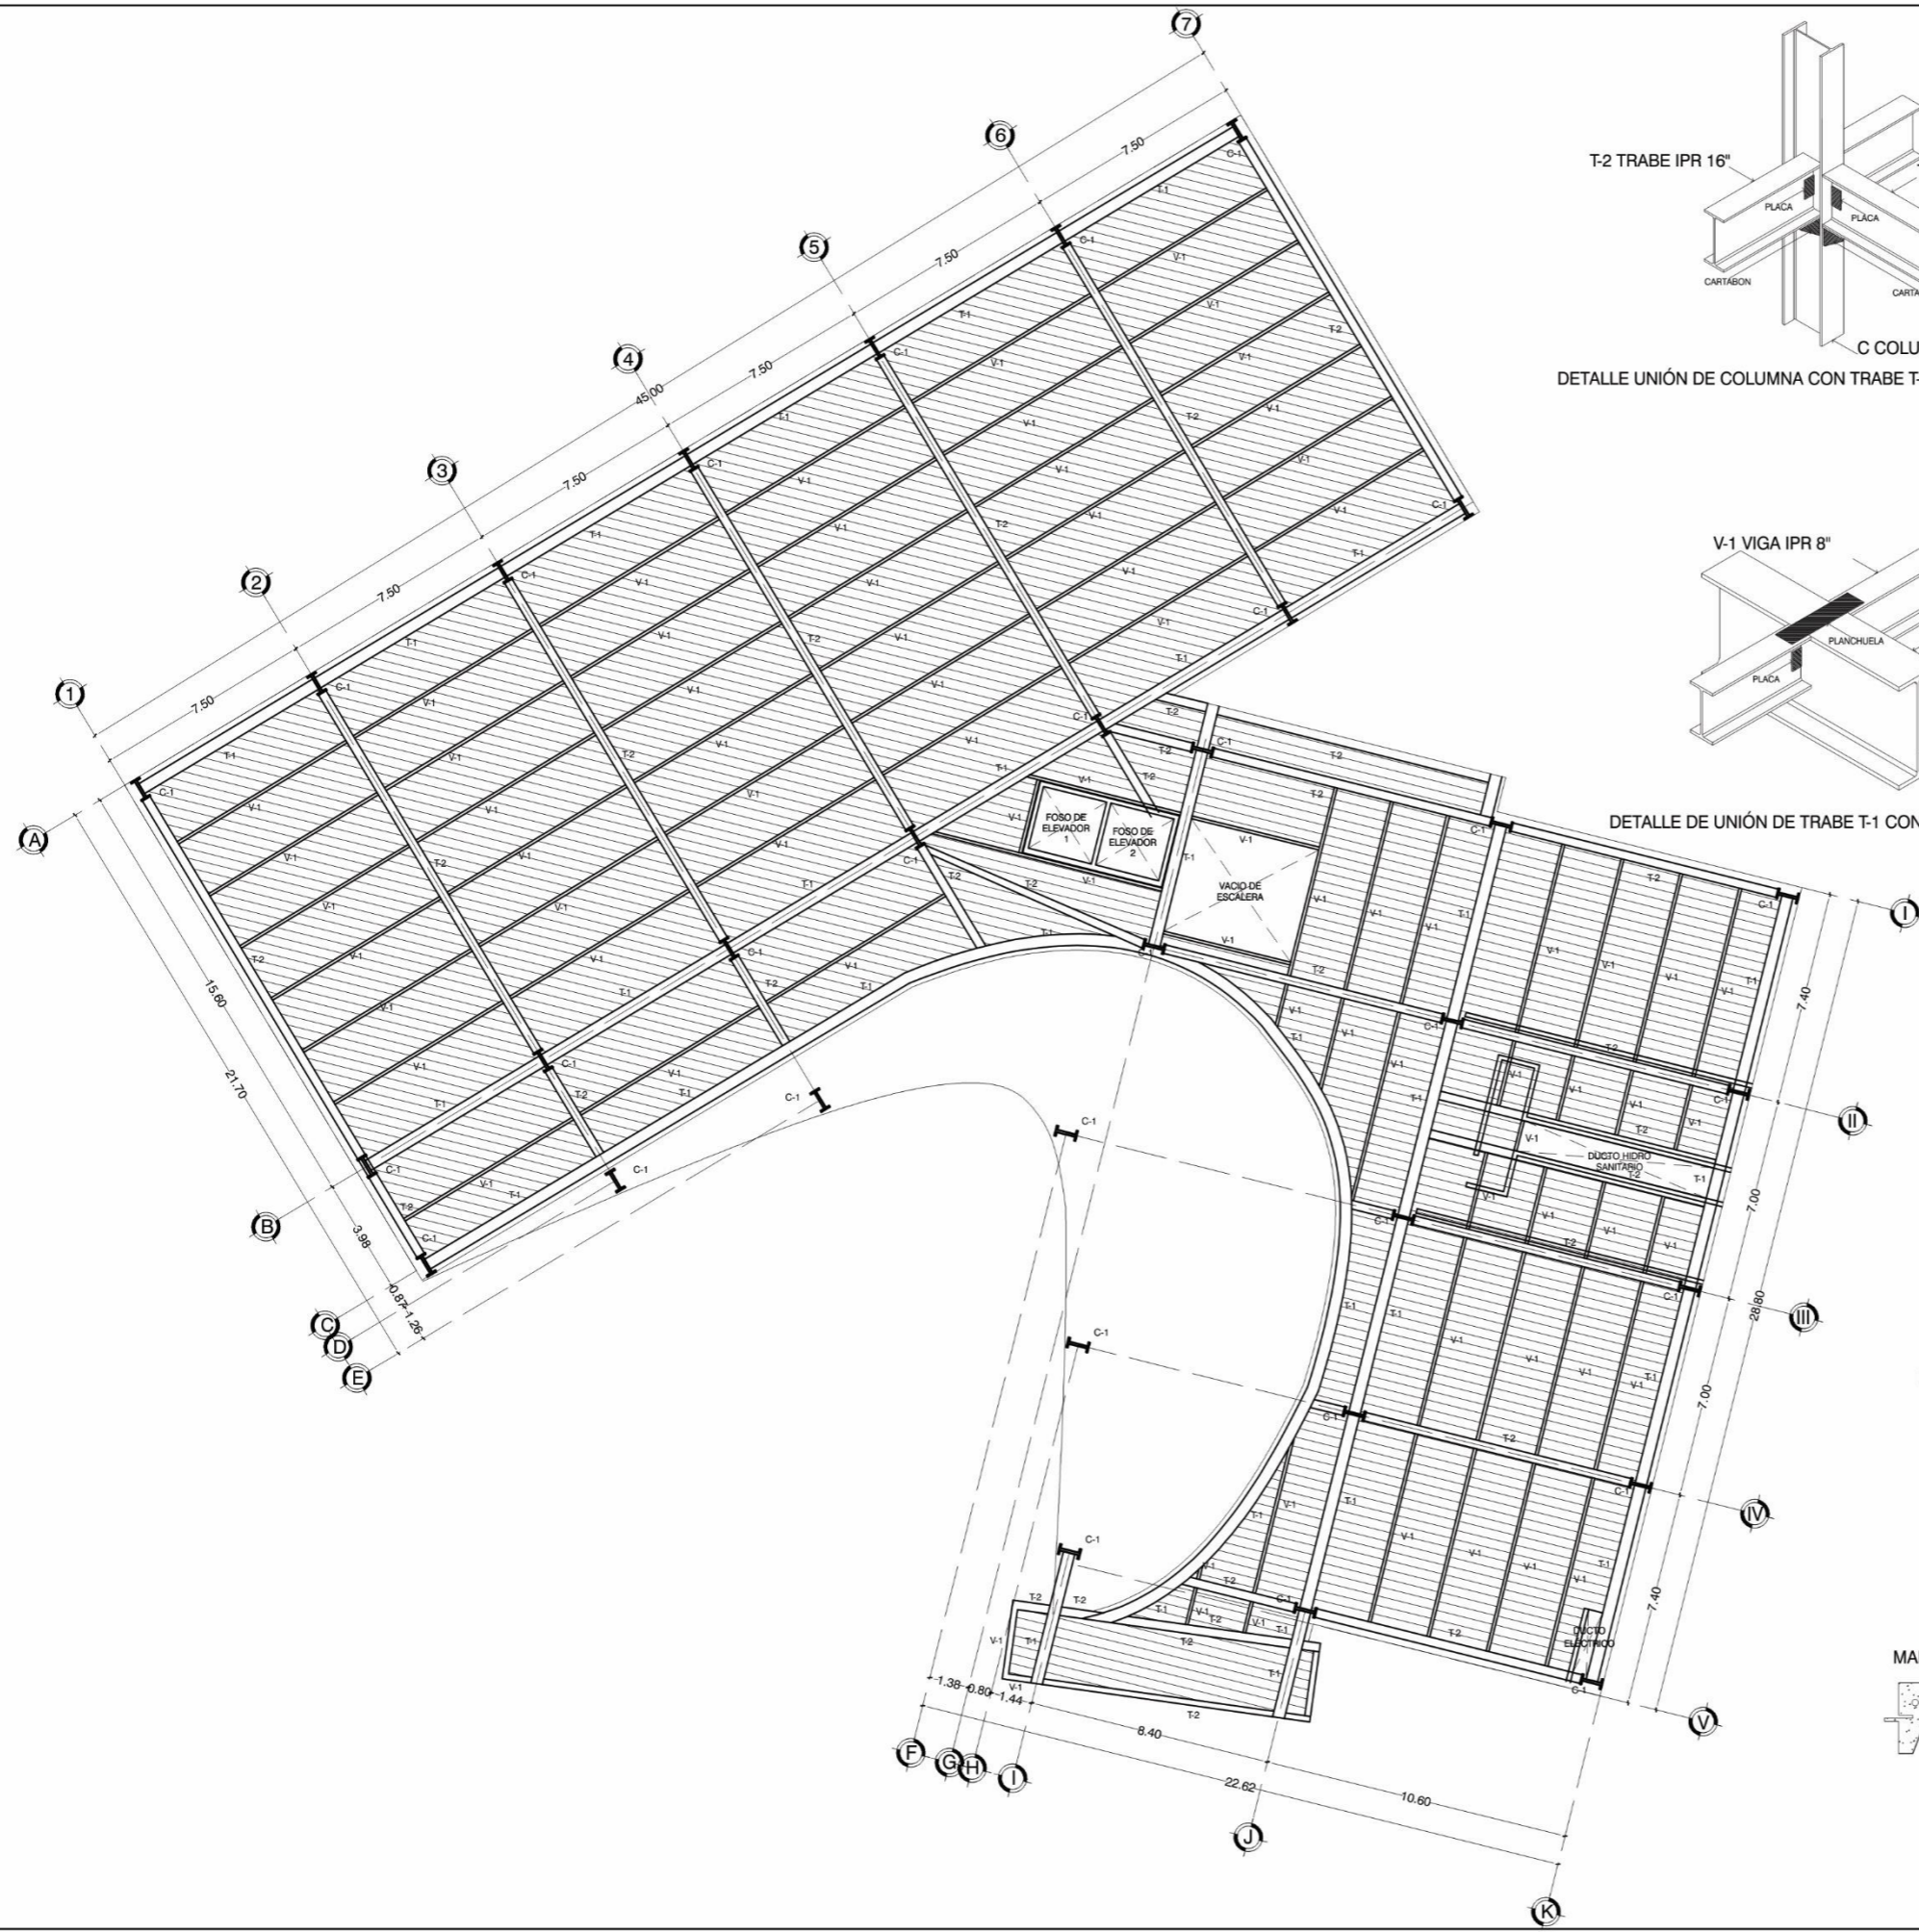 7
6
5
4
3
2
1
A
B
C
D
E
7.50
7.50
7.50
7.50
7.50
7.50
45.00
15.60
21.70
3.98
0.87
1.26
T-2 TRABE IPR 16"
PLACA
PLACA
CARTABON
CARTA
C COLU
DETALLE UNIÓN DE COLUMNA CON TRABE T-
V-1 VIGA IPR 8"
PLANCHUELA
PLACA
DETALLE DE UNIÓN DE TRABE T-1 CON
C-1
T-1
V-1
T-2
FOSO DE
ELEVADOR
1
FOSO DE
ELEVADOR
2
VACIO DE
ESCALERA
DUCTO HIDRO
SANITARIO
DUCTO
ELECTRICO
I
II
III
IV
V
7.40
7.00
28.80
7.00
7.40
MA
1.38
0.80
1.44
8.40
22.62
10.60
F
G
H
I
J
K